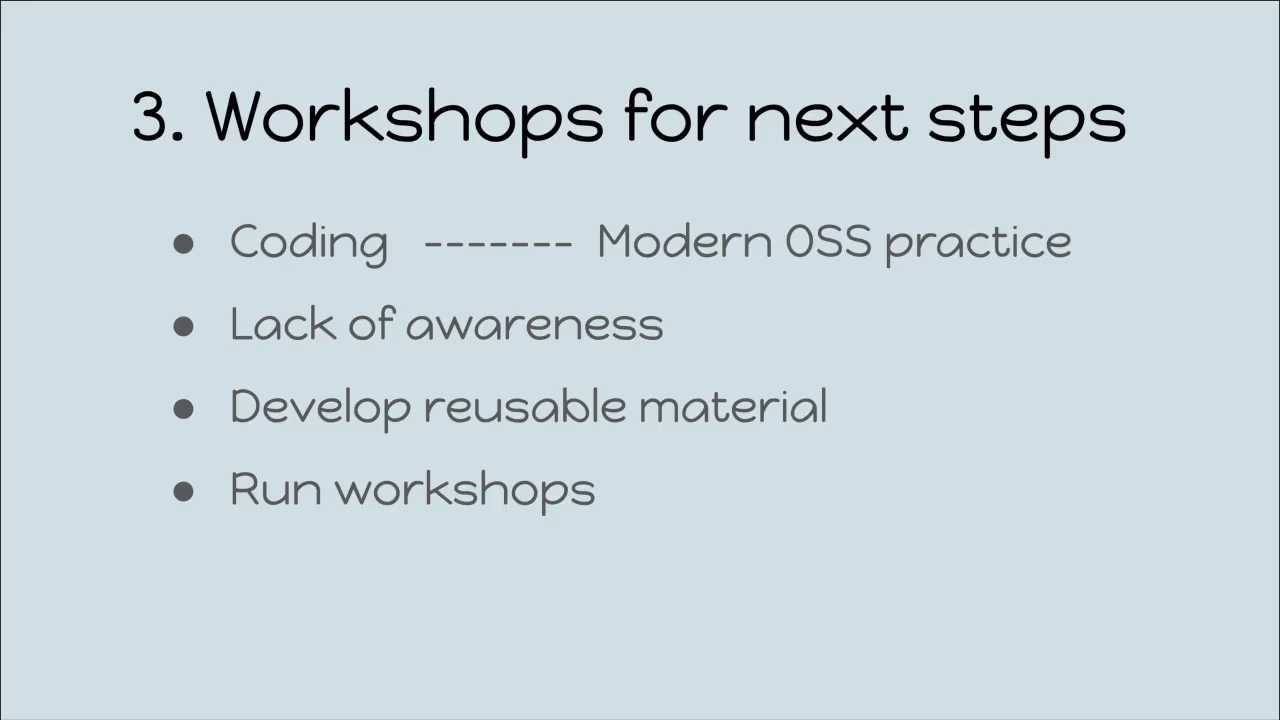 3. Workshops for next steps
● Coding ------- Modern OSS practice
● Lack of awareness
● Develop reusable material
● Run workshops